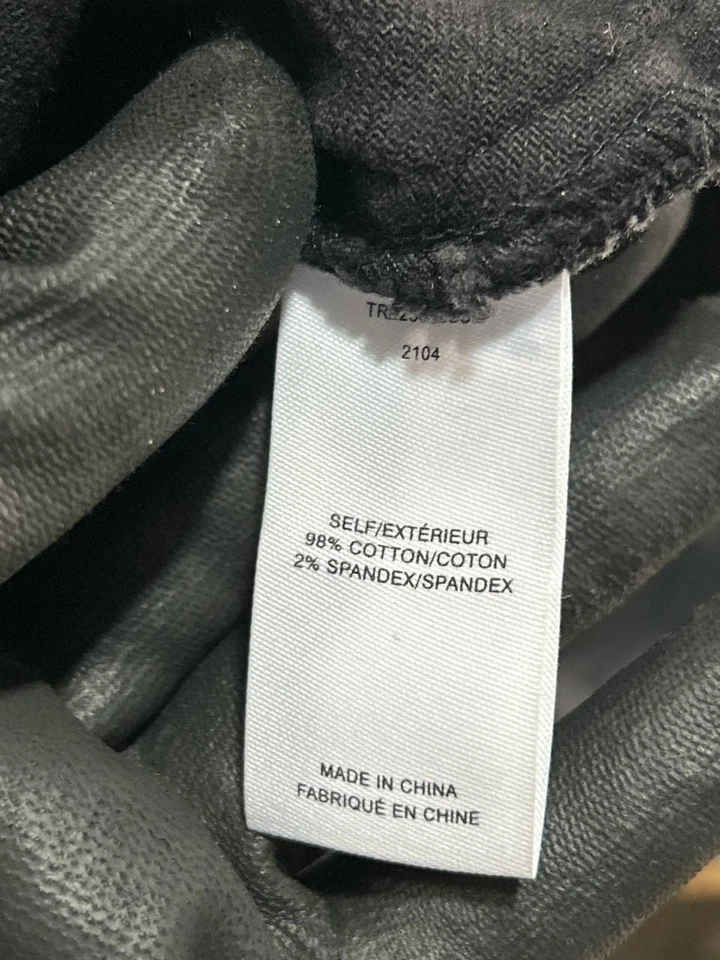 2104
SELF/EXTÉRIEUR
98% COTTON/COTON
2% SPANDEX/SPANDEX
MADE IN CHINA
FABRIQUÉ EN CHINE